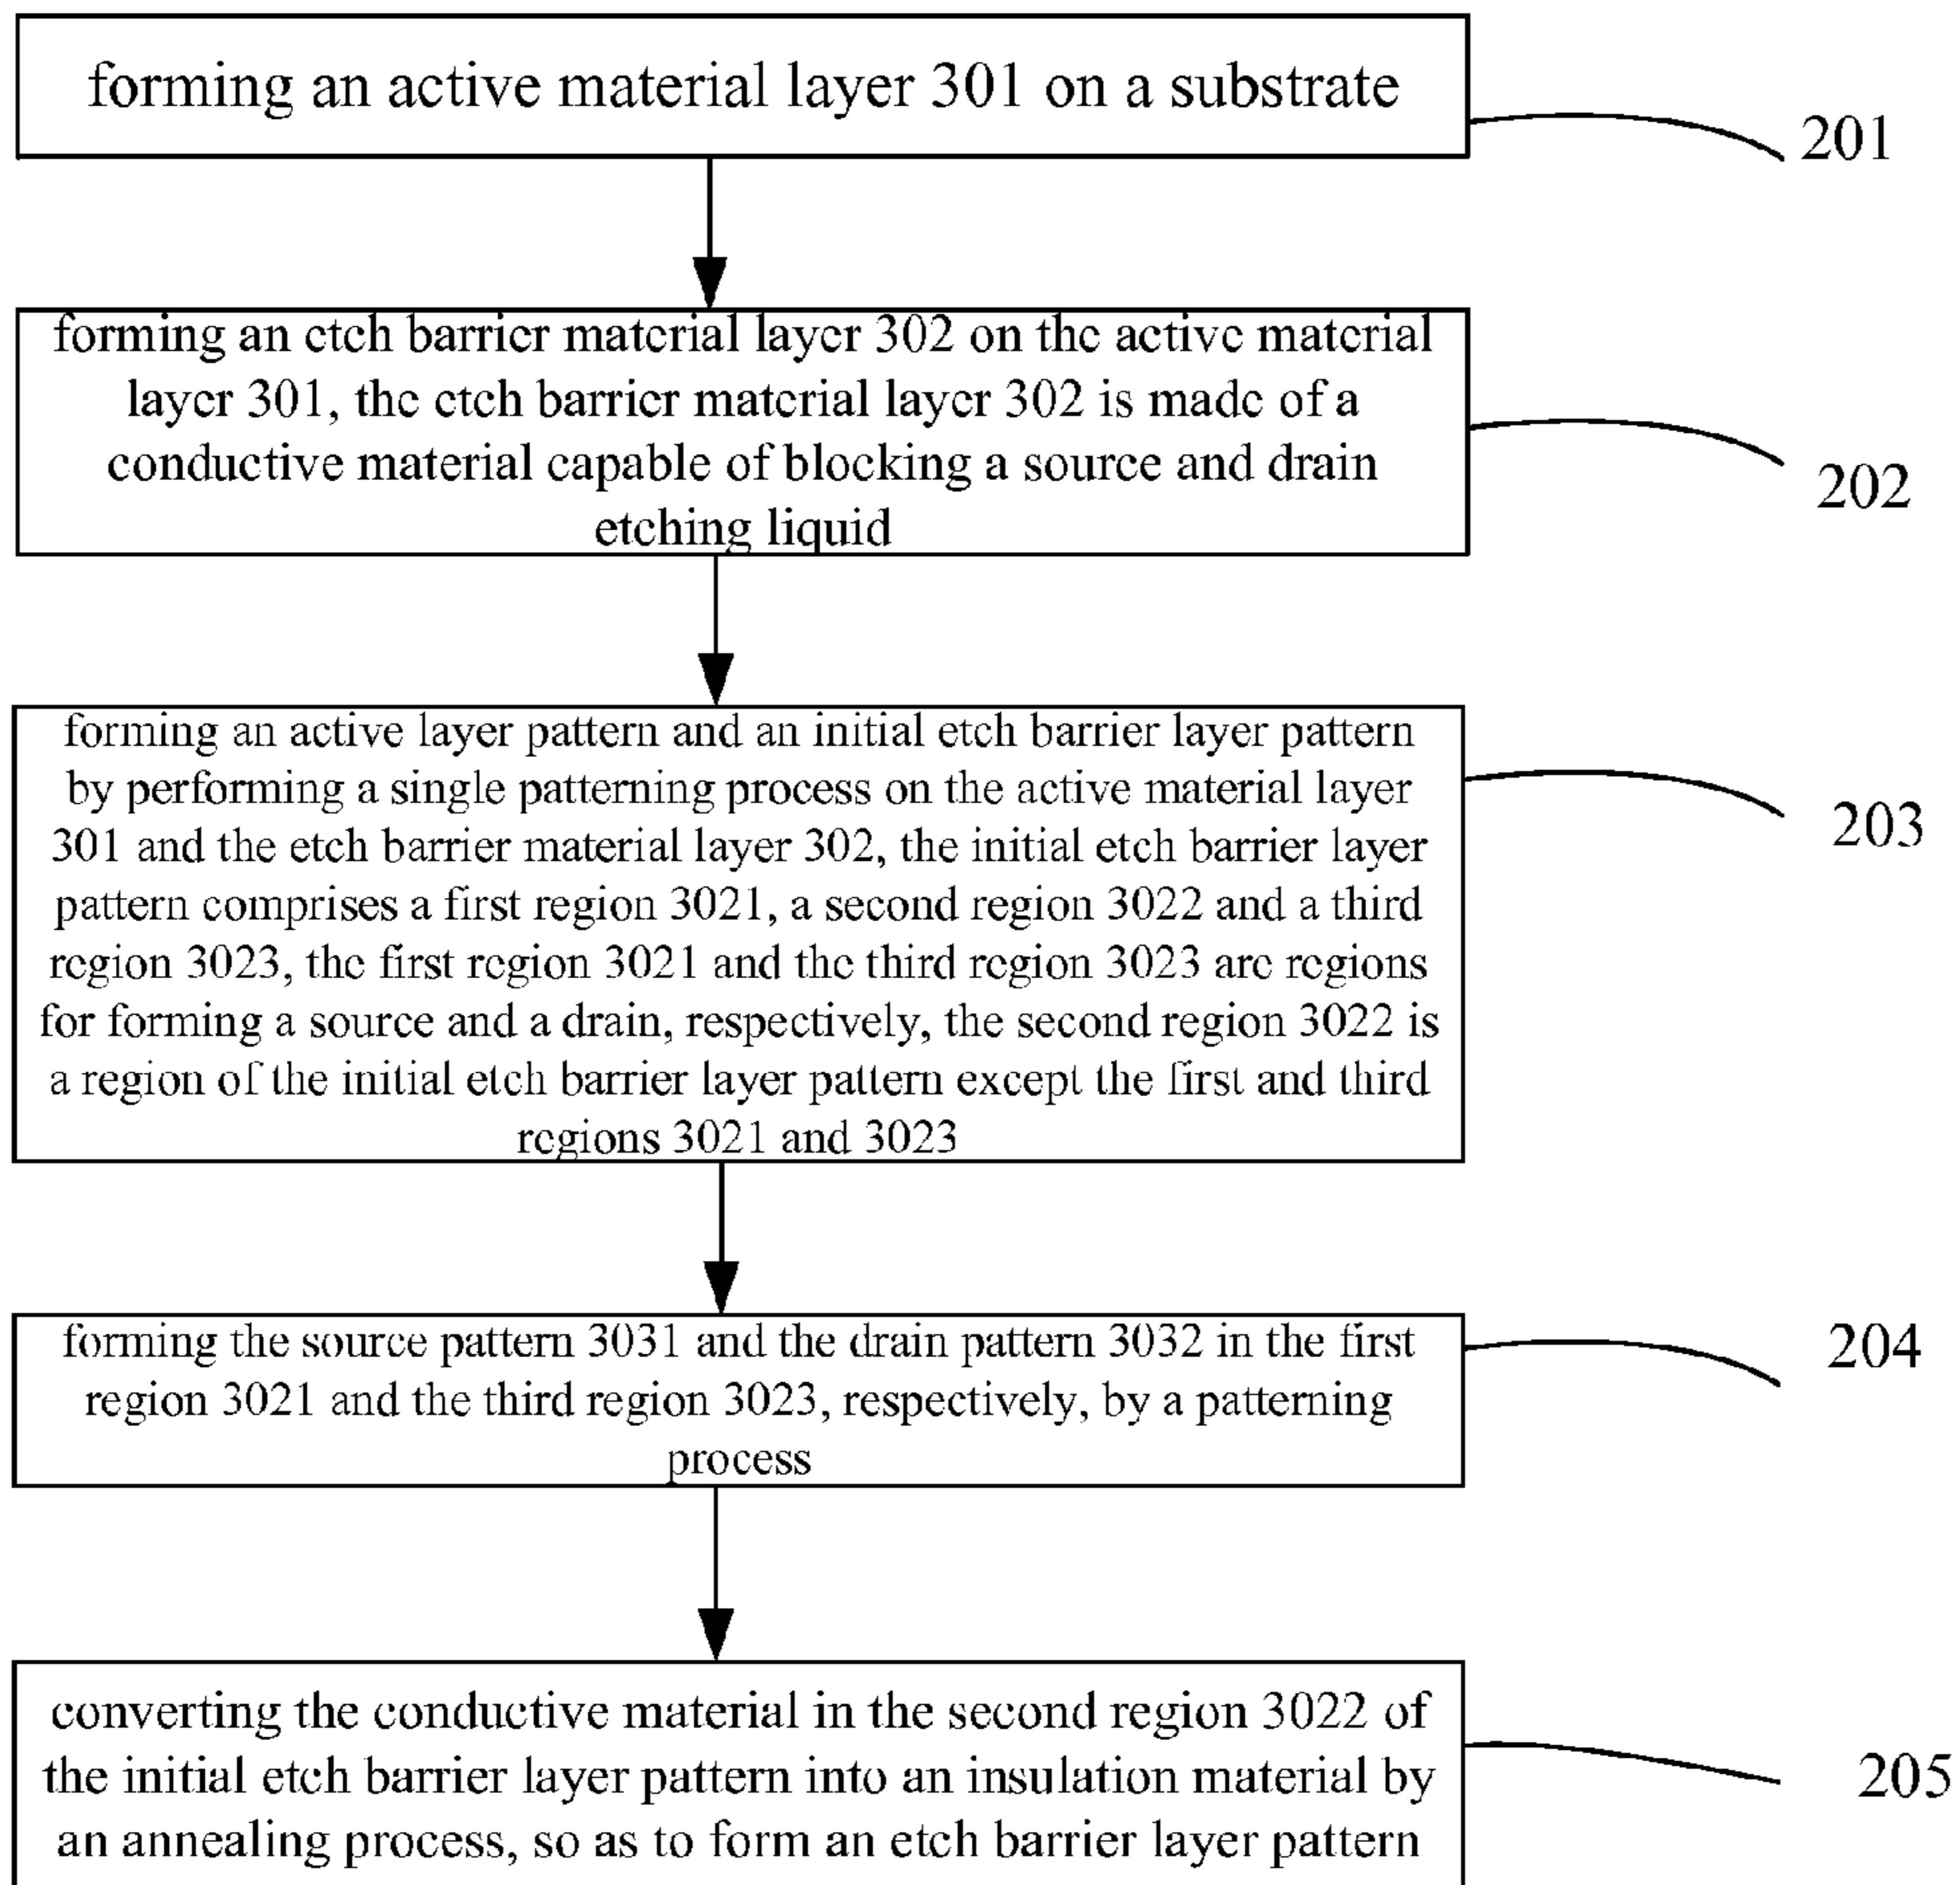 forming an active material layer 301 on a substrate
201
forming an etch barrier material layer 302 on the active material
layer 301, the etch barrier material layer 302 is made of a
conductive material capable of blocking a source and drain
etching liquid
202
forming an active layer pattern and an initial etch barrier layer pattern
by performing a single patterning process on the active material layer
301 and the etch barrier material layer 302, the initial etch barrier layer
pattern comprises a first region 3021, a second region 3022 and a third
region 3023, the first region 3021 and the third region 3023 are regions
for forming a source and a drain, respectively, the second region 3022 is
a region of the initial etch barrier layer pattern except the first and third
regions 3021 and 3023
203
forming the source pattern 3031 and the drain pattern 3032 in the first
region 3021 and the third region 3023, respectively, by a patterning
process
204
converting the conductive material in the second region 3022 of
the initial etch barrier layer pattern into an insulation material by
an annealing process, so as to form an etch barrier layer pattern
205